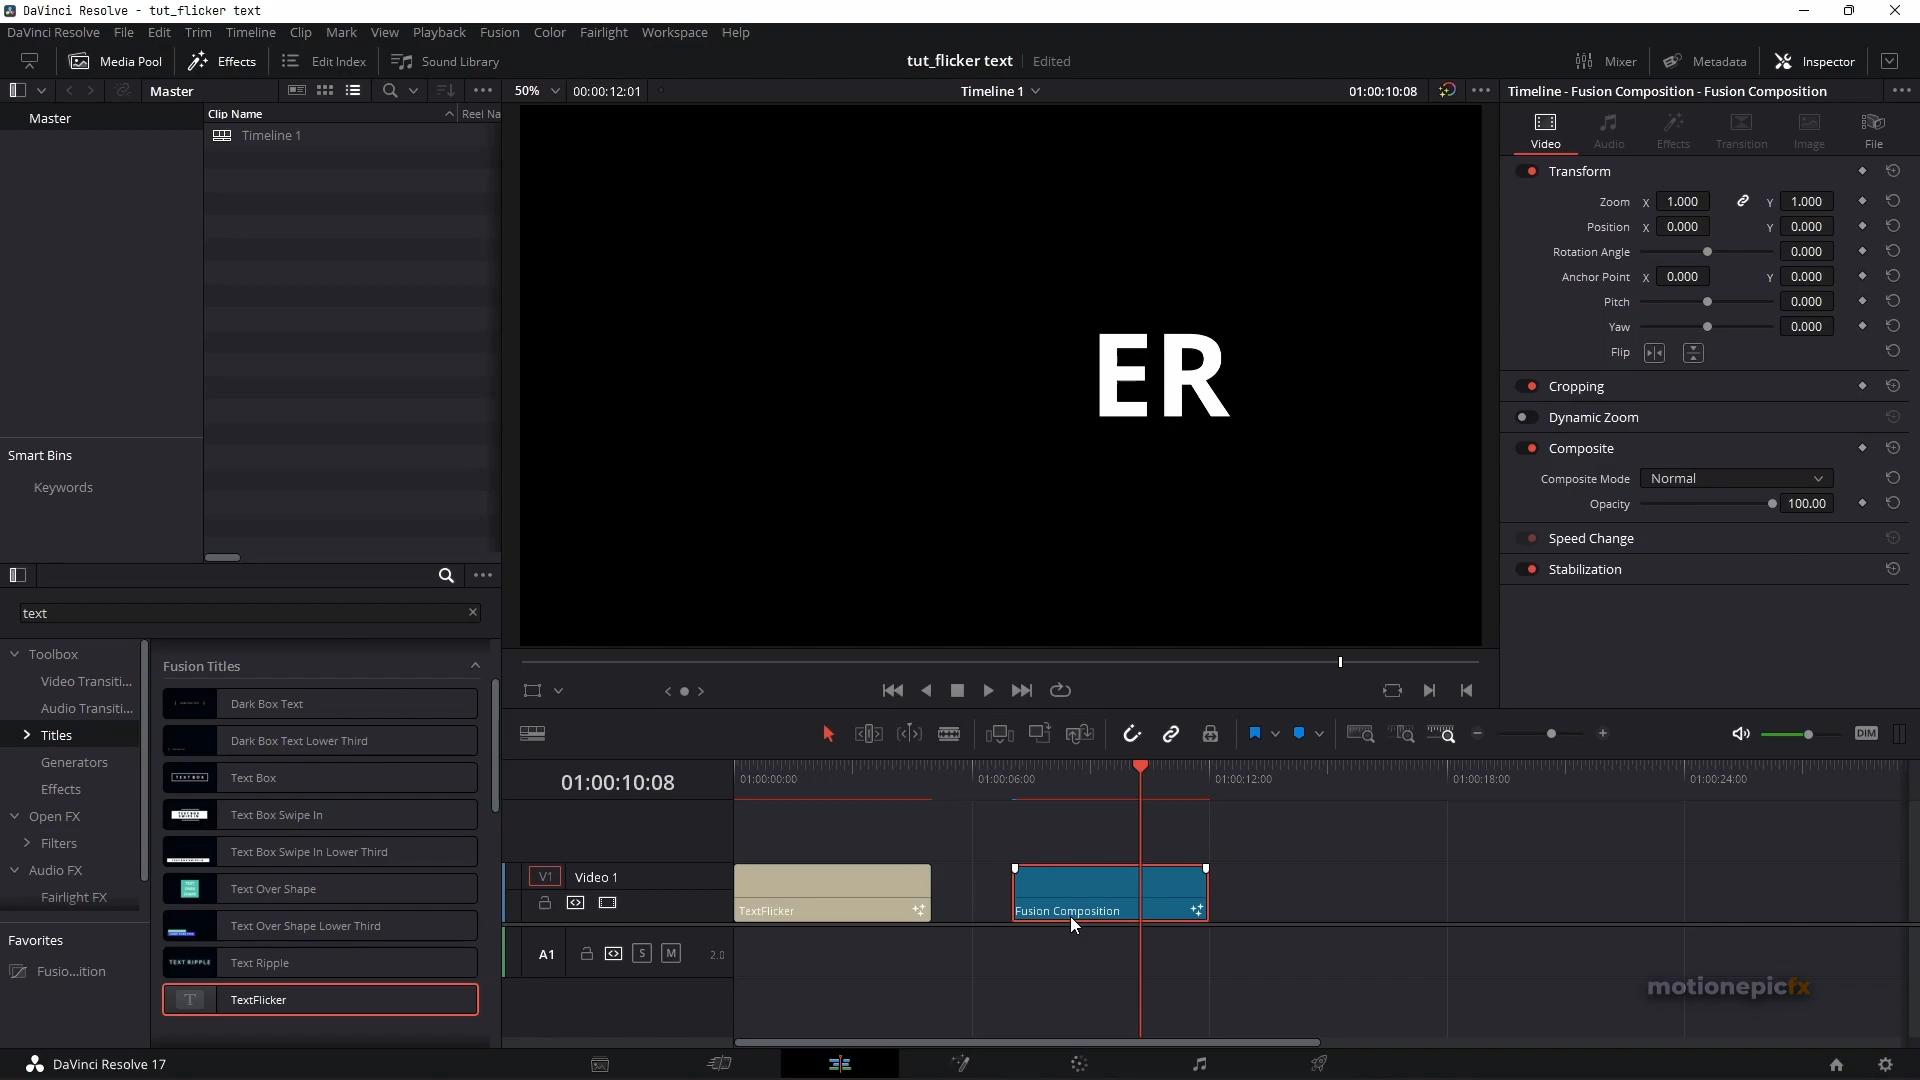 DaVinci Resolve - tut_flicker text
DaVinci Resolve File Edit Trim Timeline Clip Mark View Playback Fusion Color Fairlight Workspace Help
Media Pool Effects Edit Index Sound Library tut_flicker text Edited Mixer Metadata Inspector
Master 50% 00:00:12:01 Timeline 1 01:00:10:08 Timeline - Fusion Composition - Fusion Composition
Master
Clip Name Reel Na
Timeline 1
Video Audio Effects Transition Image File
Transform
Zoom X 1.000 Y 1.000
Position X 0.000 Y 0.000
Rotation Angle 0.000
Anchor Point X 0.000 Y 0.000
Pitch 0.000
Yaw 0.000
Flip
Cropping
Dynamic Zoom
Composite
Composite Mode Normal
Opacity 100.00
Speed Change
Stabilization
ER
Smart Bins
Keywords
text
Toolbox
Video Transiti...
Audio Transiti...
Titles
Generators
Effects
Open FX
Filters
Audio FX
Fairlight FX
Favorites
Fusio...ition
Fusion Titles
Dark Box Text
Dark Box Text Lower Third
TEXT BOX Text Box
Text Box Swipe In
Text Box Swipe In Lower Third
Text Over Shape
Text Over Shape Lower Third
TEXT RIPPLE Text Ripple
T TextFlicker
DIM
01:00:10:08
01:00:00:00 01:00:06:00 01:00:12:00 01:00:18:00 01:00:24:00
V1 Video 1
TextFlicker
Fusion Composition
A1 S M 2.0
motionepicfx
DaVinci Resolve 17